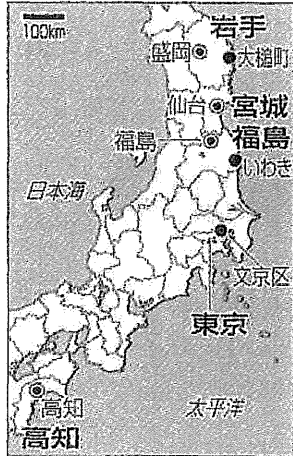 100km
岩手
盛岡
大槌町
仙台
宮城
福島
福島
いわき
日本海
文京区
東京
高知
高知
太平洋